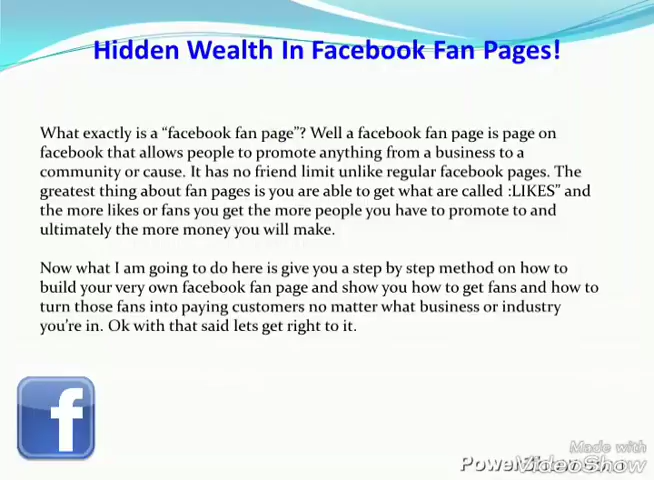 Hidden Wealth In Facebook Fan Pages!
What exactly is a “facebook fan page”? Well a facebook fan page is page on
facebook that allows people to promote anything from a business to a
community or cause. It has no friend limit unlike regular facebook pages. The
greatest thing about fan pages is you are able to get what are called :LIKES” and
the more likes or fans you get the more people you have to promote to and
ultimately the more money you will make.
Now what I am going to do here is give you a step by step method on how to
build your very own facebook fan page and show you how to get fans and how to
turn those fans into paying customers no matter what business or industry
you’re in. Ok with that said lets get right to it.
f
Made with
VideoShow